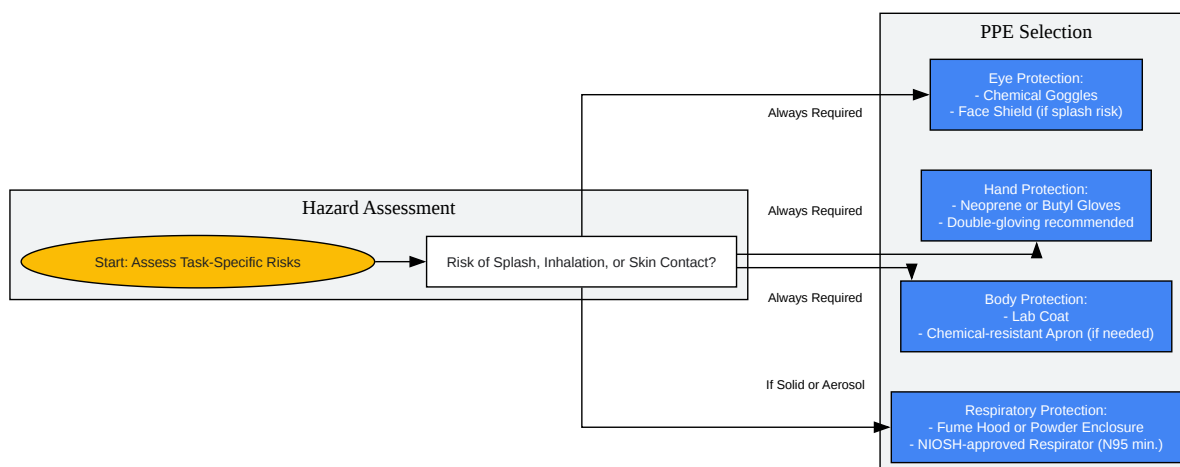 PPE Selection
Eye Protection:
- Chemical Goggles
- Face Shield (if splash risk)
Always Required
Hand Protection:
- Neoprene or Butyl Gloves
- Double-gloving recommended
Always Required
Hazard Assessment
Start: Assess Task-Specific Risks
Risk of Splash, Inhalation, or Skin Contact?
Always Required
Body Protection:
- Lab Coat
- Chemical-resistant Apron (if needed)
If Solid or Aerosol
Respiratory Protection:
- Fume Hood or Powder Enclosure
- NIOSH-approved Respirator (N95 min.)